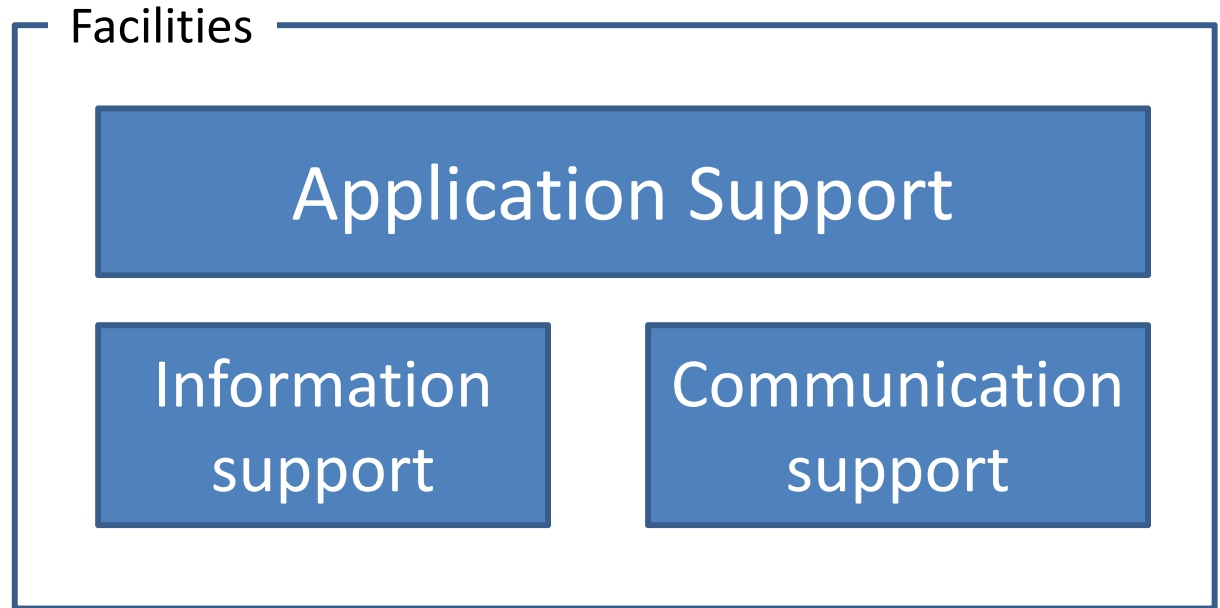 Facilities
Application Support
Information
support
Communication
support